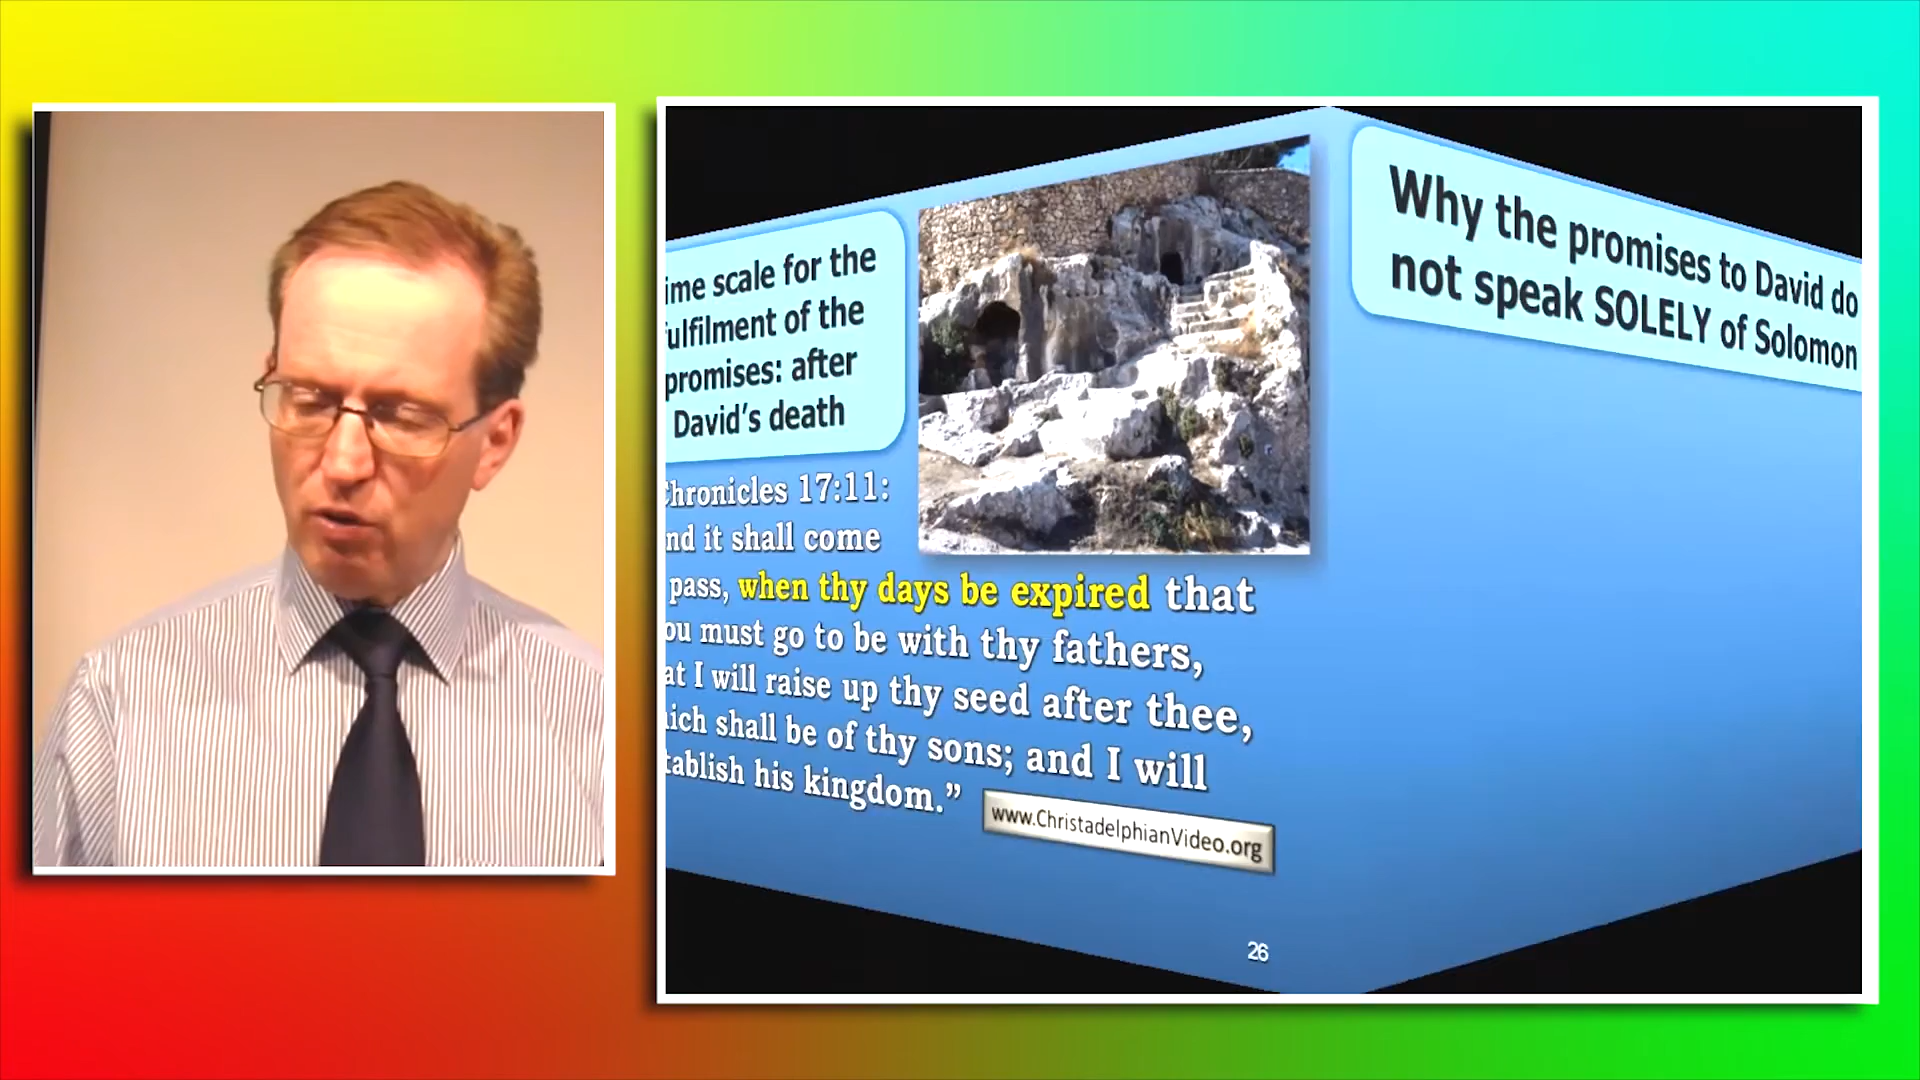 ime scale for the
ulfilment of the
promises: after
David's death
Chronicles 17:11:
nd it shall come
pass, when thy days be expired that
ou must go to be with thy fathers,
at I will raise up thy seed after thee,
ich shall be of thy sons; and I will
tablish his kingdom.”
www.ChristadelphianVideo.org
26
Why the promises to David do
not speak SOLELY of Solomon